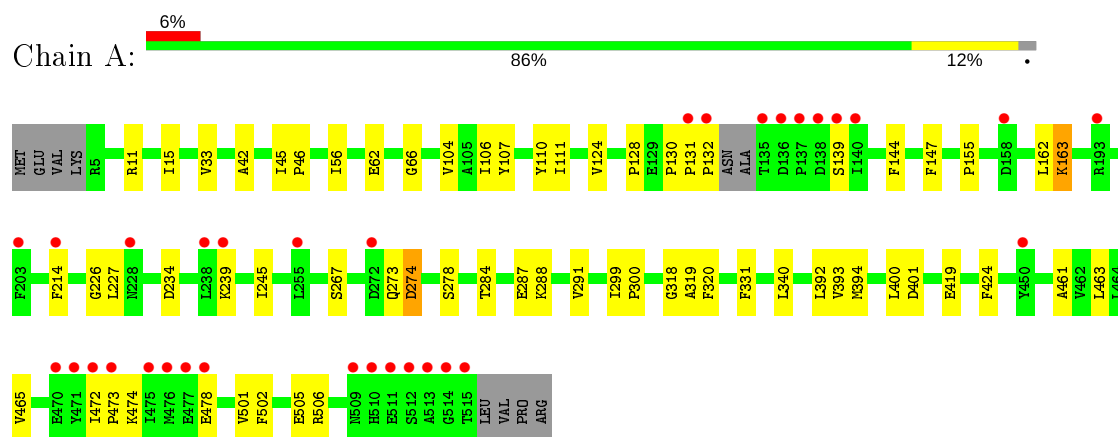 6%
Chain A:
86% 12% •
MET GLU VAL LYS R5 R11 I15 V33 A42 I45 P46 I56 E62 G66 V104 A105 I106 Y107 Y110 I111 V124 P128 E129 P130 P131 P132 ASN ALA T135 D136 P137 D138 S139 I140 F144 F147 P155 D158 L162 K163 R193
F203 F214 G226 L227 N228 D234 L238 K239 I245 L255 S267 D272 Q273 D274 S278 T284 E287 K288 V291 I299 P300 G318 A319 F320 F331 L340 L392 V393 M394 L400 D401 E419 F424 Y450 A461 V462 L463 L464
V465 E470 Y471 I472 P473 K474 I475 M476 E477 E478 V501 F502 E505 R506 N509 H510 E511 S512 A513 G514 T515 LEU VAL PRO ARG